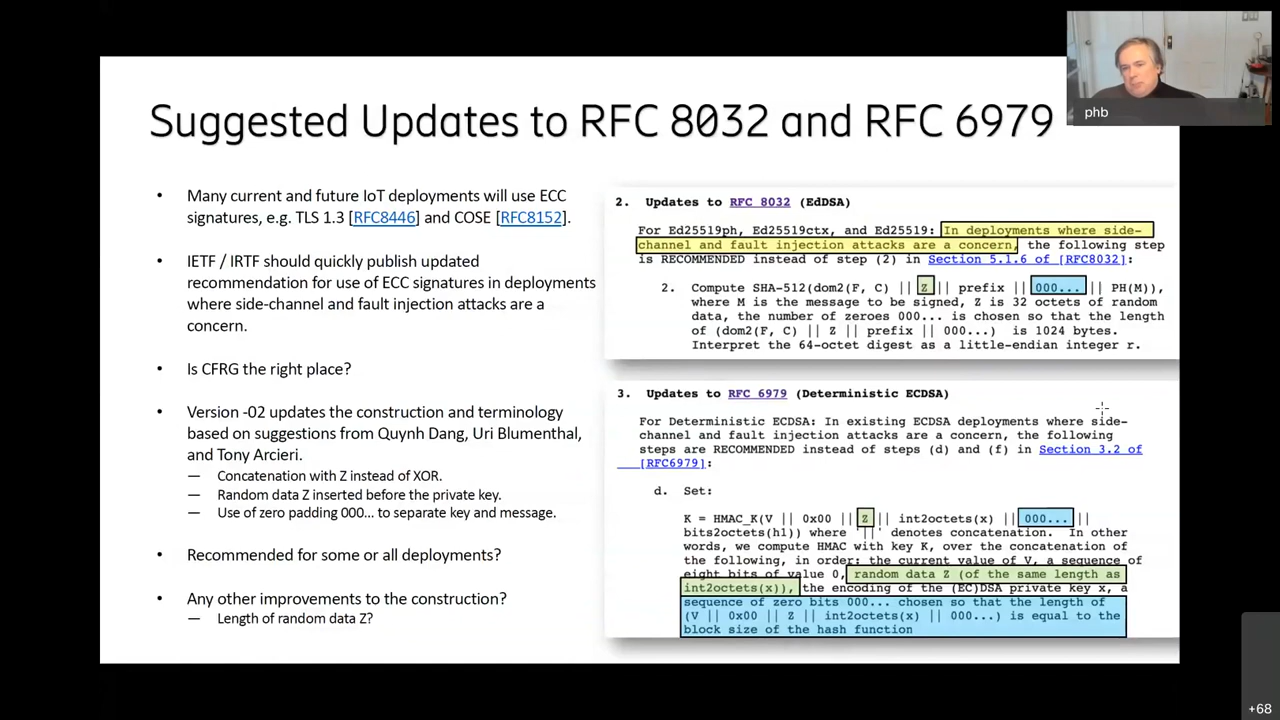 Suggested Updates to RFC 8032 and RFC 6979
phb
• Many current and future IoT deployments will use ECC
signatures, e.g. TLS 1.3 [RFC8446] and COSE [RFC8152].
• IETF / IRTF should quickly publish updated
recommendation for use of ECC signatures in deployments
where side-channel and fault injection attacks are a
concern.
• Is CFRG the right place?
• Version -02 updates the construction and terminology
based on suggestions from Quynh Dang, Uri Blumenthal,
and Tony Arcieri.
— Concatenation with Z instead of XOR.
— Random data Z inserted before the private key.
— Use of zero padding 000... to separate key and message.
• Recommended for some or all deployments?
• Any other improvements to the construction?
— Length of random data Z?
2. Updates to RFC 8032 (EdDSA)
For Ed25519ph, Ed25519ctx, and Ed25519: In deployments where side-
channel and fault injection attacks are a concern, the following step
is RECOMMENDED instead of step (2) in Section 5.1.6 of [RFC8032]:
2. Compute SHA-512(dom2(F, C) || Z || prefix || 000... || PH(M)),
where M is the message to be signed, Z is 32 octets of random
data, the number of zeroes 000... is chosen so that the length
of (dom2(F, C) || Z || prefix || 000...) is 1024 bytes.
Interpret the 64-octet digest as a little-endian integer r.
3. Updates to RFC 6979 (Deterministic ECDSA)
For Deterministic ECDSA: In existing ECDSA deployments where side-
channel and fault injection attacks are a concern, the following
steps are RECOMMENDED instead of steps (d) and (f) in Section 3.2 of
[RFC6979]:
d. Set:
K = HMAC_K(V || 0x00 || Z || int2octets(x) || 000... ||
bits2octets(h1)) where '||' denotes concatenation. In other
words, we compute HMAC with key K, over the concatenation of
the following, in order: the current value of V, a sequence of
eight bits of value 0, random data Z (of the same length as
int2octets(x)), the encoding of the (EC)DSA private key x, a
sequence of zero bits 000... chosen so that the length of
(V || 0x00 || Z || int2octets(x) || 000...) is equal to the
block size of the hash function
+68